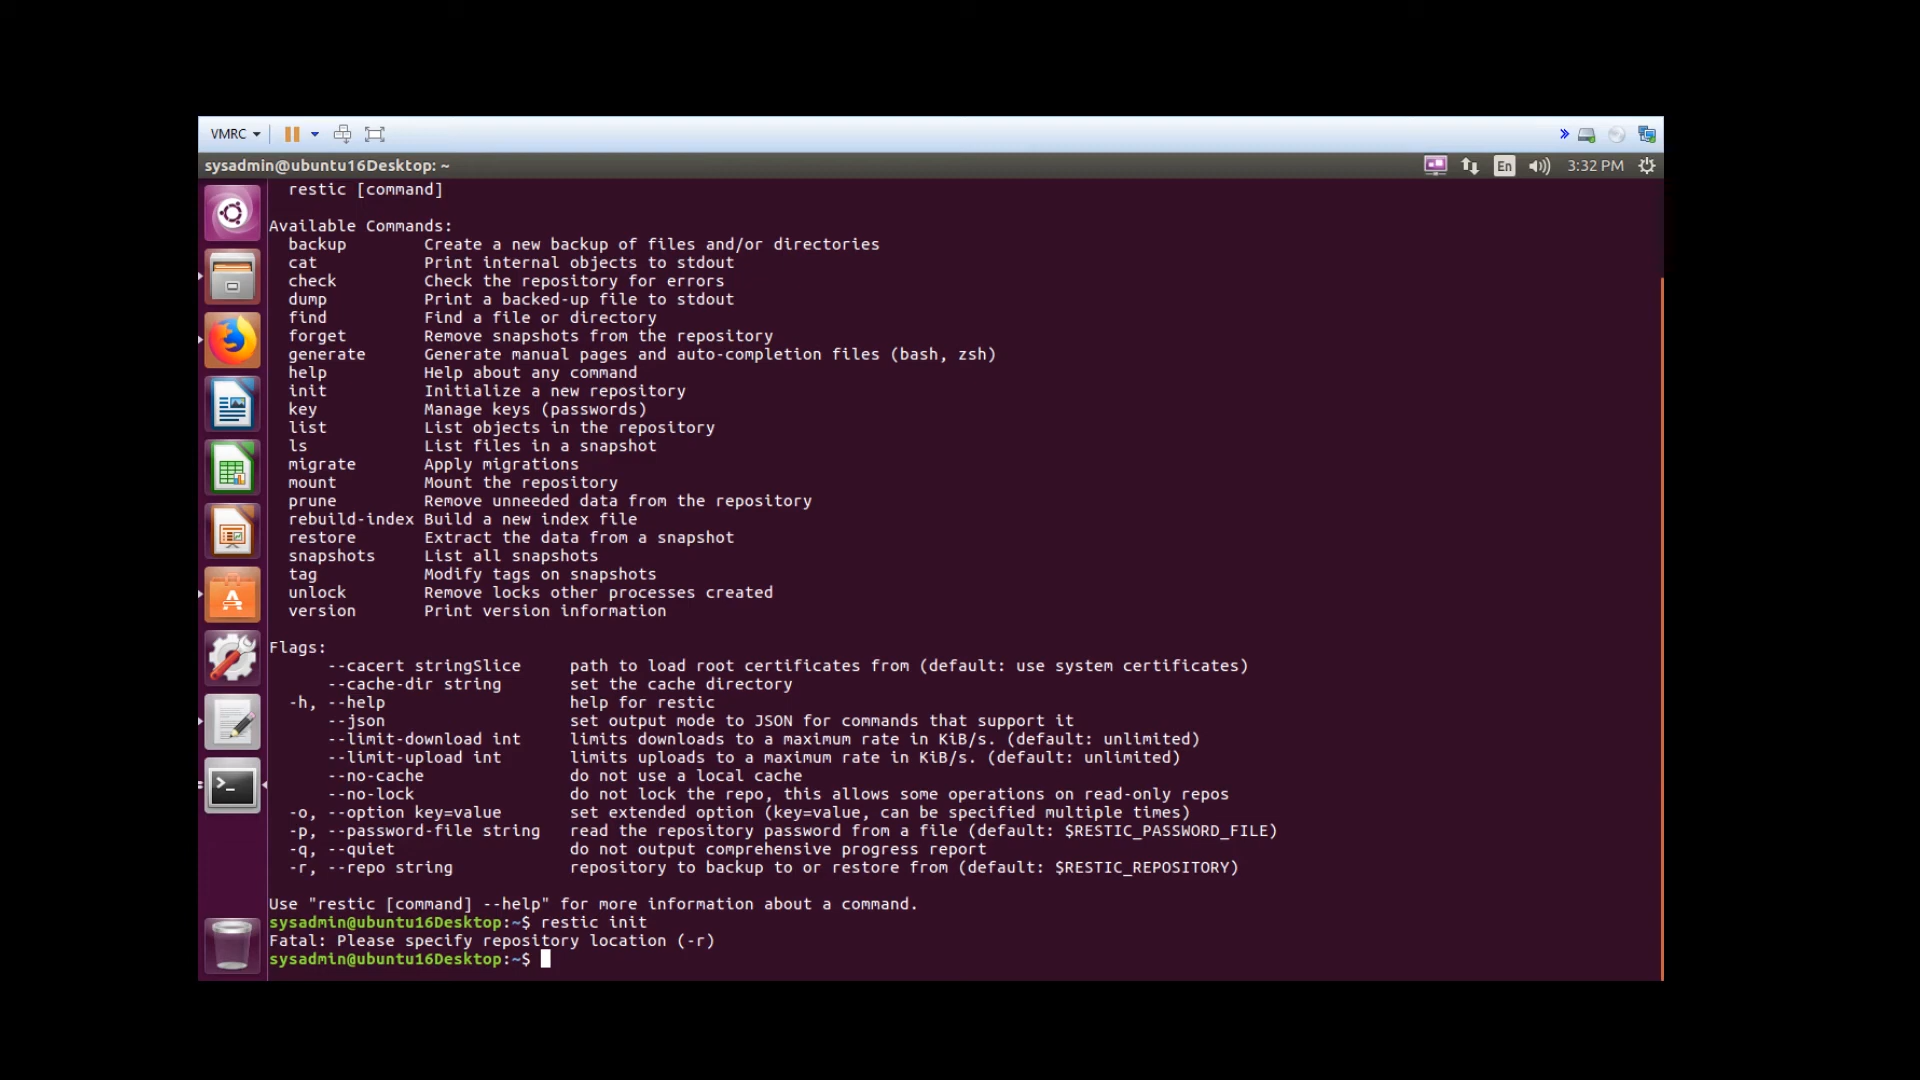 VMRC
sysadmin@ubuntu16Desktop: ~
En
3:32 PM
restic [command]
Available Commands:
backup Create a new backup of files and/or directories
cat Print internal objects to stdout
check Check the repository for errors
dump Print a backed-up file to stdout
find Find a file or directory
forget Remove snapshots from the repository
generate Generate manual pages and auto-completion files (bash, zsh)
help Help about any command
init Initialize a new repository
key Manage keys (passwords)
list List objects in the repository
ls List files in a snapshot
migrate Apply migrations
mount Mount the repository
prune Remove unneeded data from the repository
rebuild-index Build a new index file
restore Extract the data from a snapshot
snapshots List all snapshots
tag Modify tags on snapshots
unlock Remove locks other processes created
version Print version information
Flags:
--cacert stringSlice path to load root certificates from (default: use system certificates)
--cache-dir string set the cache directory
-h, --help help for restic
--json set output mode to JSON for commands that support it
--limit-download int limits downloads to a maximum rate in KiB/s. (default: unlimited)
--limit-upload int limits uploads to a maximum rate in KiB/s. (default: unlimited)
--no-cache do not use a local cache
--no-lock do not lock the repo, this allows some operations on read-only repos
-o, --option key=value set extended option (key=value, can be specified multiple times)
-p, --password-file string read the repository password from a file (default: $RESTIC_PASSWORD_FILE)
-q, --quiet do not output comprehensive progress report
-r, --repo string repository to backup to or restore from (default: $RESTIC_REPOSITORY)
Use "restic [command] --help" for more information about a command.
sysadmin@ubuntu16Desktop:~$ restic init
Fatal: Please specify repository location (-r)
sysadmin@ubuntu16Desktop:~$